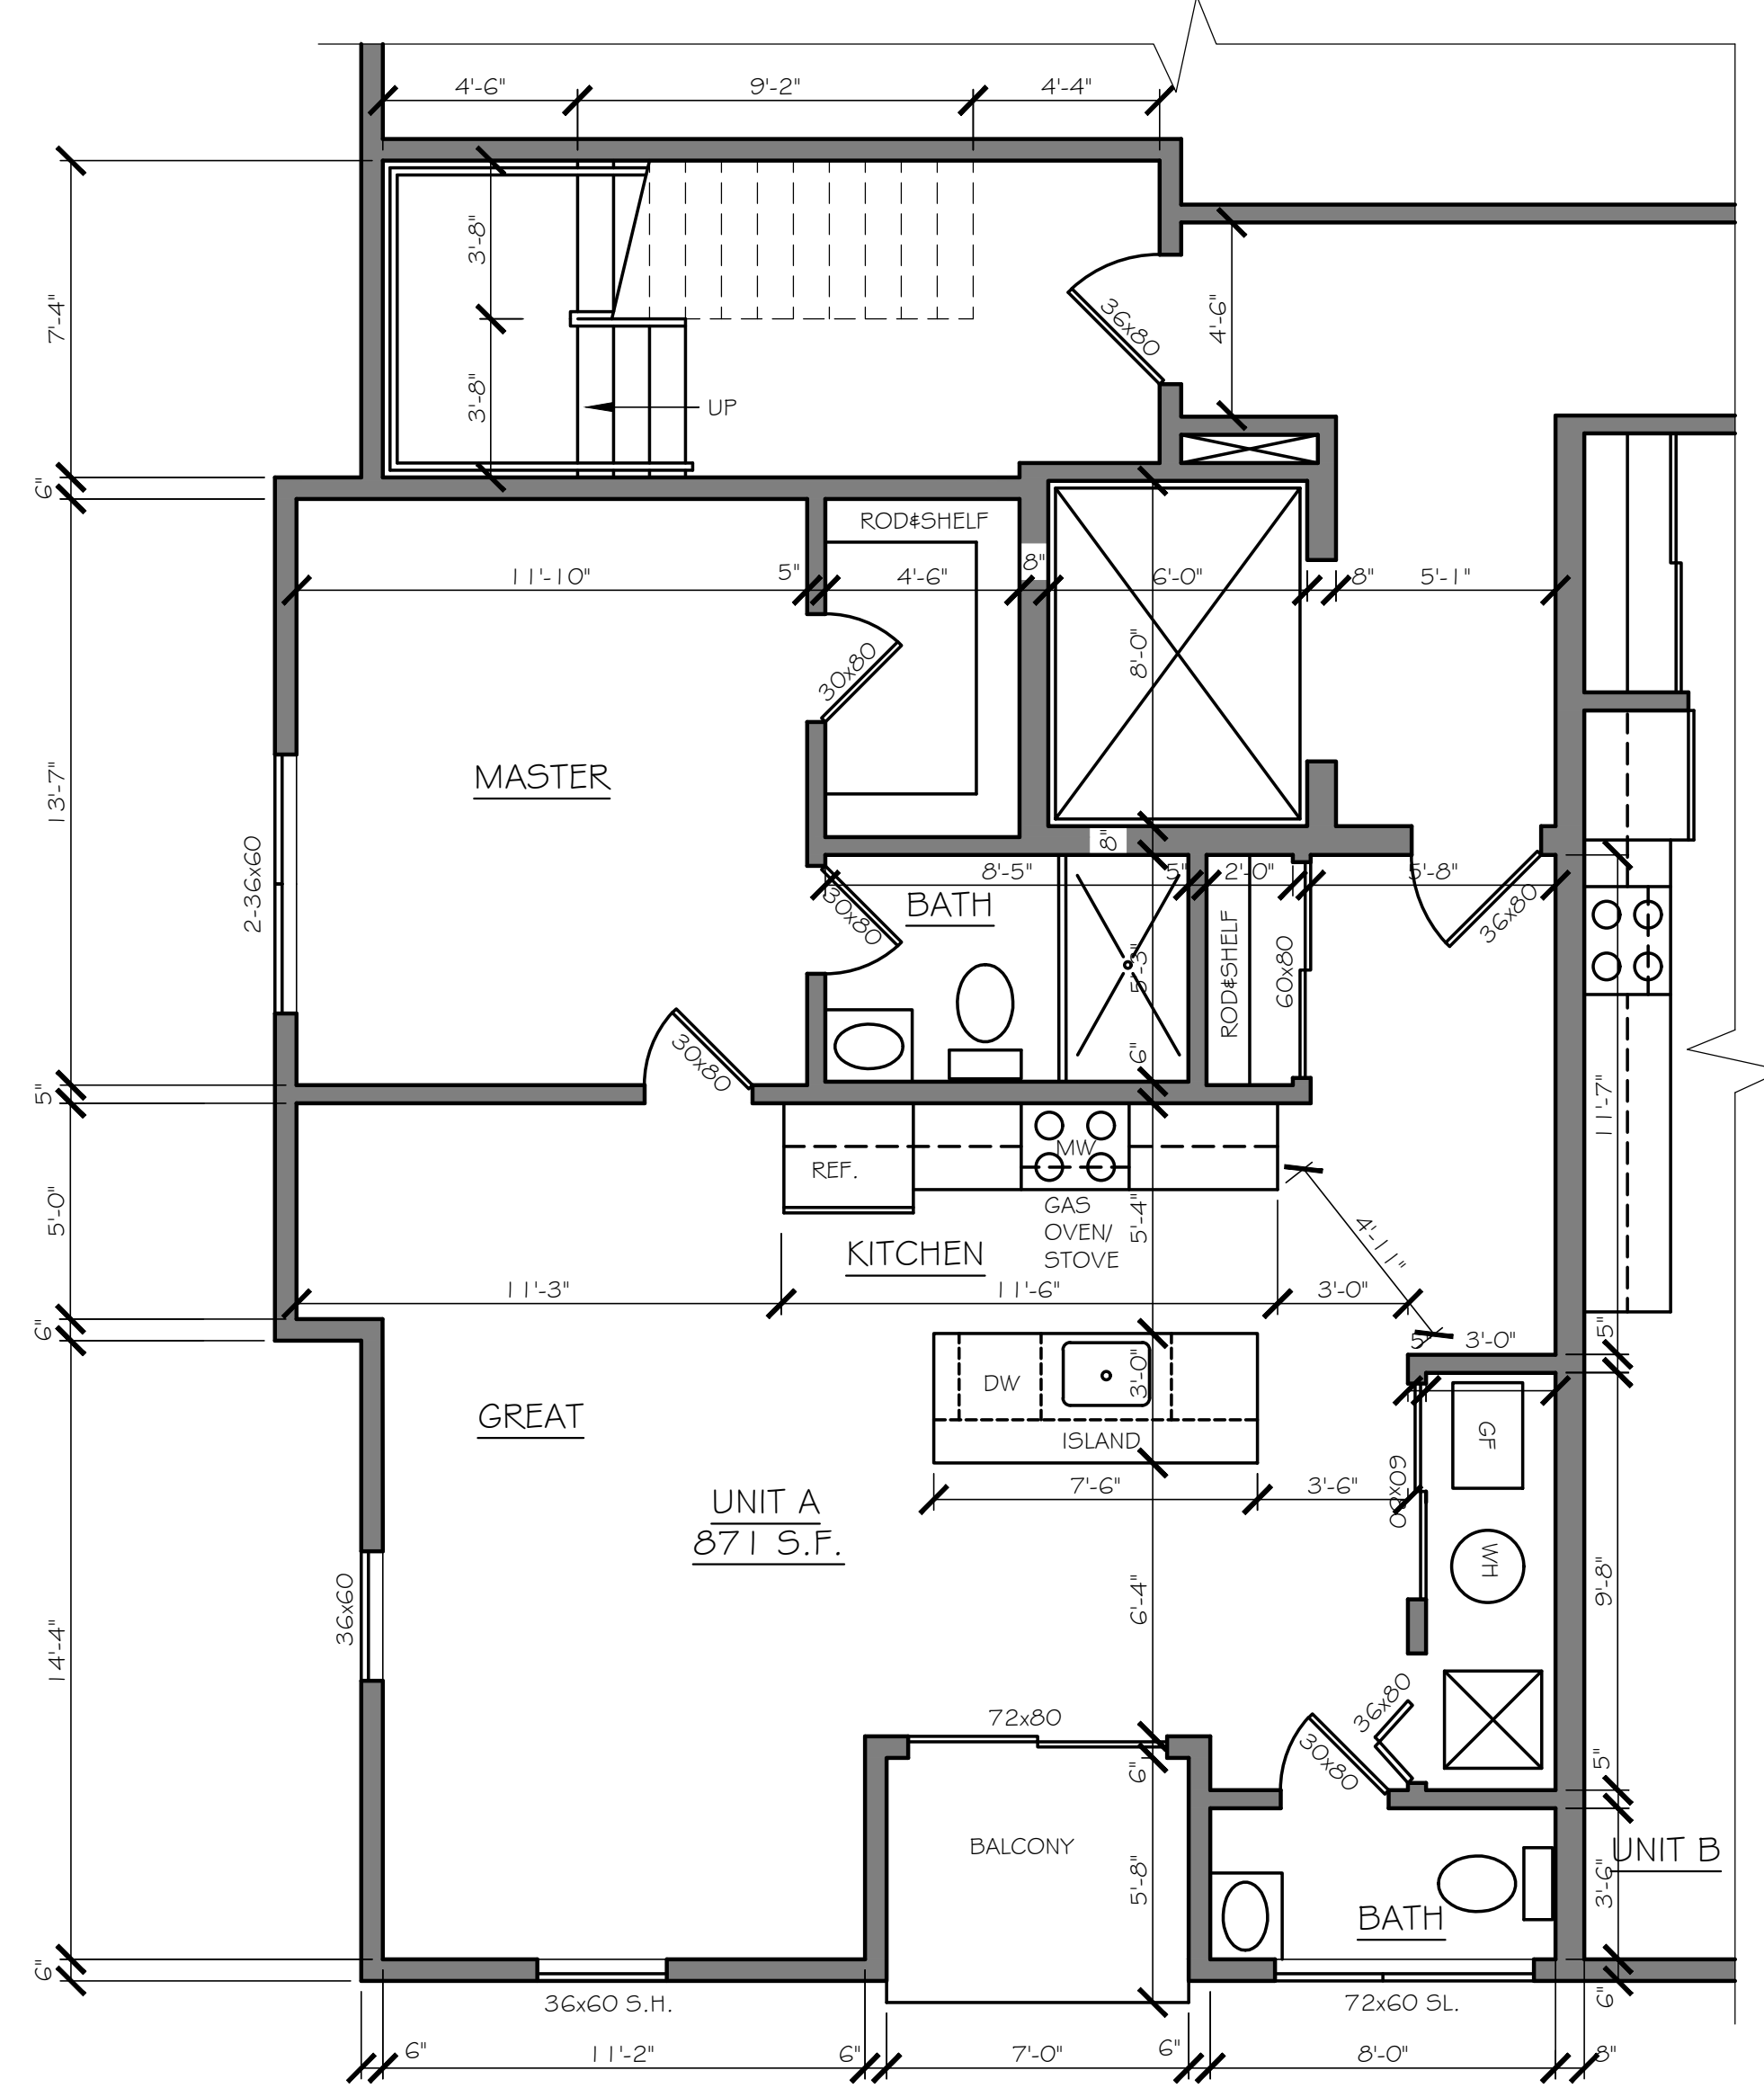 4'-6" 9'-2" 4'-4"
3'-8"
7'-4"
36x80
4'-6"
3'-8"
UP
6"
ROD&SHELF
11'-10" 5" 4'-6" 8" 6'-0" 8" 5'-1"
8'-0"
30x80
MASTER
13'-7"
2-36x60
8"
8'-5" 5" 2'-0" 5'-8"
BATH
30x80
36x80
5'-3"
ROD&SHELF
60x80
30x80
6"
5"
11'-7"
MW
REF.
GAS
OVEN/
STOVE
5'-4"
5'-0"
4'-11"
KITCHEN
11'-3" 11'-6" 3'-0"
6"
5" 3'-0"
5"
3'-0"
DW
GREAT
ISLAND
GF
7'-6" 3'-6"
60x80
UNIT A
871 S.F.
WH
36x60
6'-4"
9'-8"
14'-4"
72x80
36x80
30x80
6"
5"
BALCONY
UNIT B
5'-8"
3'-6"
BATH
6"
6"
36x60 S.H.
72x60 SL.
6" 11'-2" 6" 7'-0" 6" 8'-0" 8"